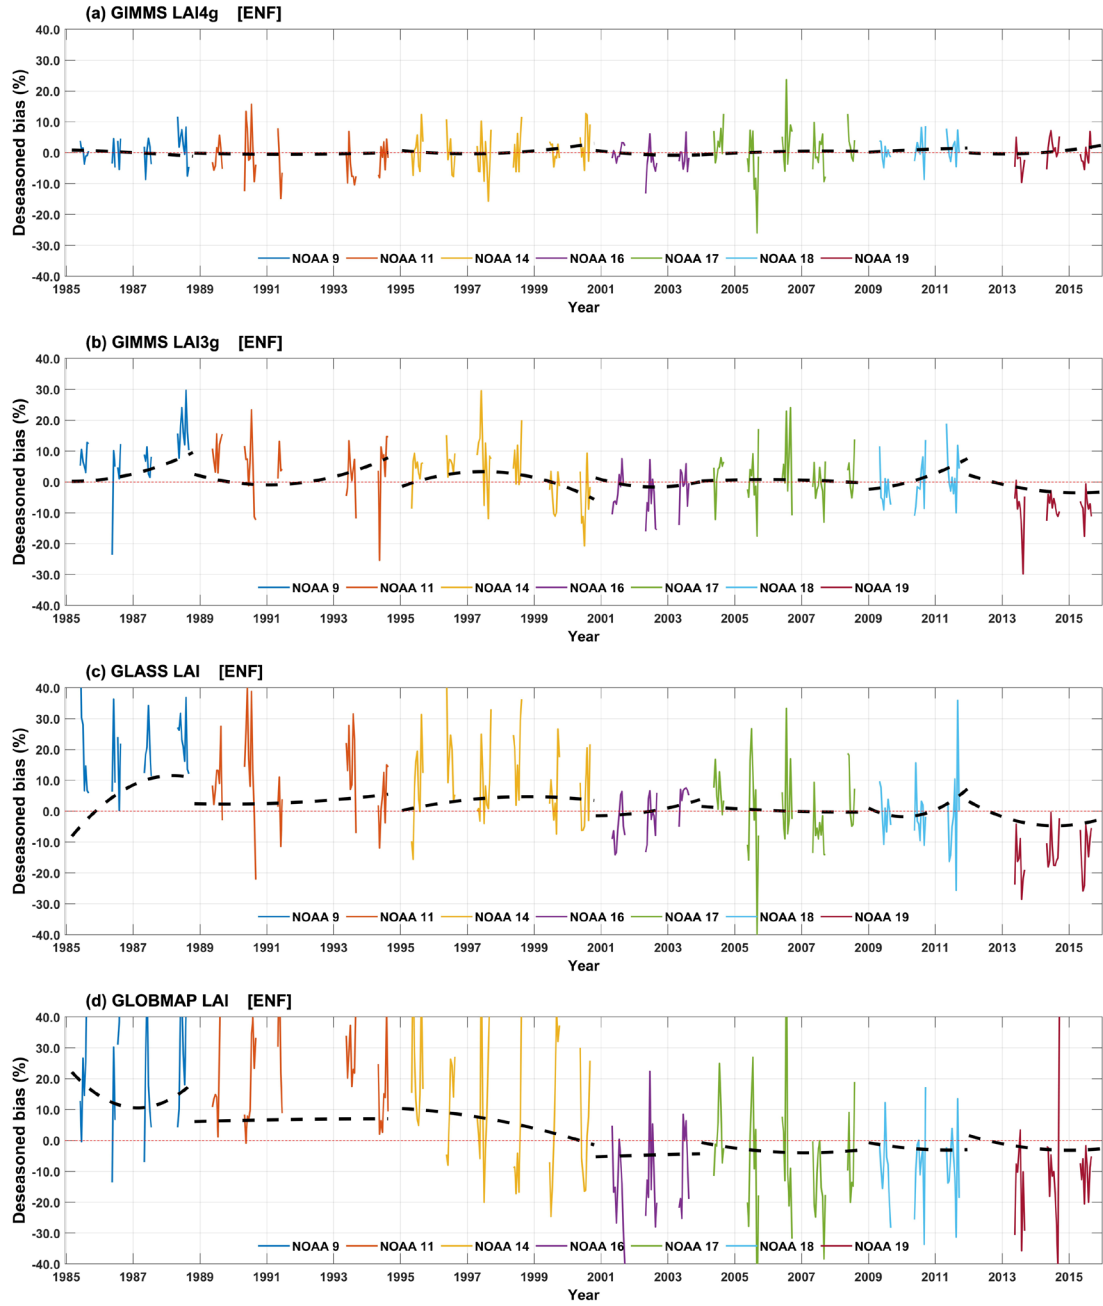 (a) GIMMS LAI4g [ENF]
Deseasoned bias (%)
40.0
30.0
20.0
10.0
0.0
-10.0
-20.0
-30.0
-40.0
NOAA 9 NOAA 11 NOAA 14 NOAA 16 NOAA 17 NOAA 18 NOAA 19
1985 1987 1989 1991 1993 1995 1997 1999 2001 2003 2005 2007 2009 2011 2013 2015
Year
(b) GIMMS LAI3g [ENF]
Deseasoned bias (%)
40.0
30.0
20.0
10.0
0.0
-10.0
-20.0
-30.0
-40.0
NOAA 9 NOAA 11 NOAA 14 NOAA 16 NOAA 17 NOAA 18 NOAA 19
1985 1987 1989 1991 1993 1995 1997 1999 2001 2003 2005 2007 2009 2011 2013 2015
Year
(c) GLASS LAI [ENF]
Deseasoned bias (%)
40.0
30.0
20.0
10.0
0.0
-10.0
-20.0
-30.0
-40.0
NOAA 9 NOAA 11 NOAA 14 NOAA 16 NOAA 17 NOAA 18 NOAA 19
1985 1987 1989 1991 1993 1995 1997 1999 2001 2003 2005 2007 2009 2011 2013 2015
Year
(d) GLOBMAP LAI [ENF]
Deseasoned bias (%)
40.0
30.0
20.0
10.0
0.0
-10.0
-20.0
-30.0
-40.0
NOAA 9 NOAA 11 NOAA 14 NOAA 16 NOAA 17 NOAA 18 NOAA 19
1985 1987 1989 1991 1993 1995 1997 1999 2001 2003 2005 2007 2009 2011 2013 2015
Year